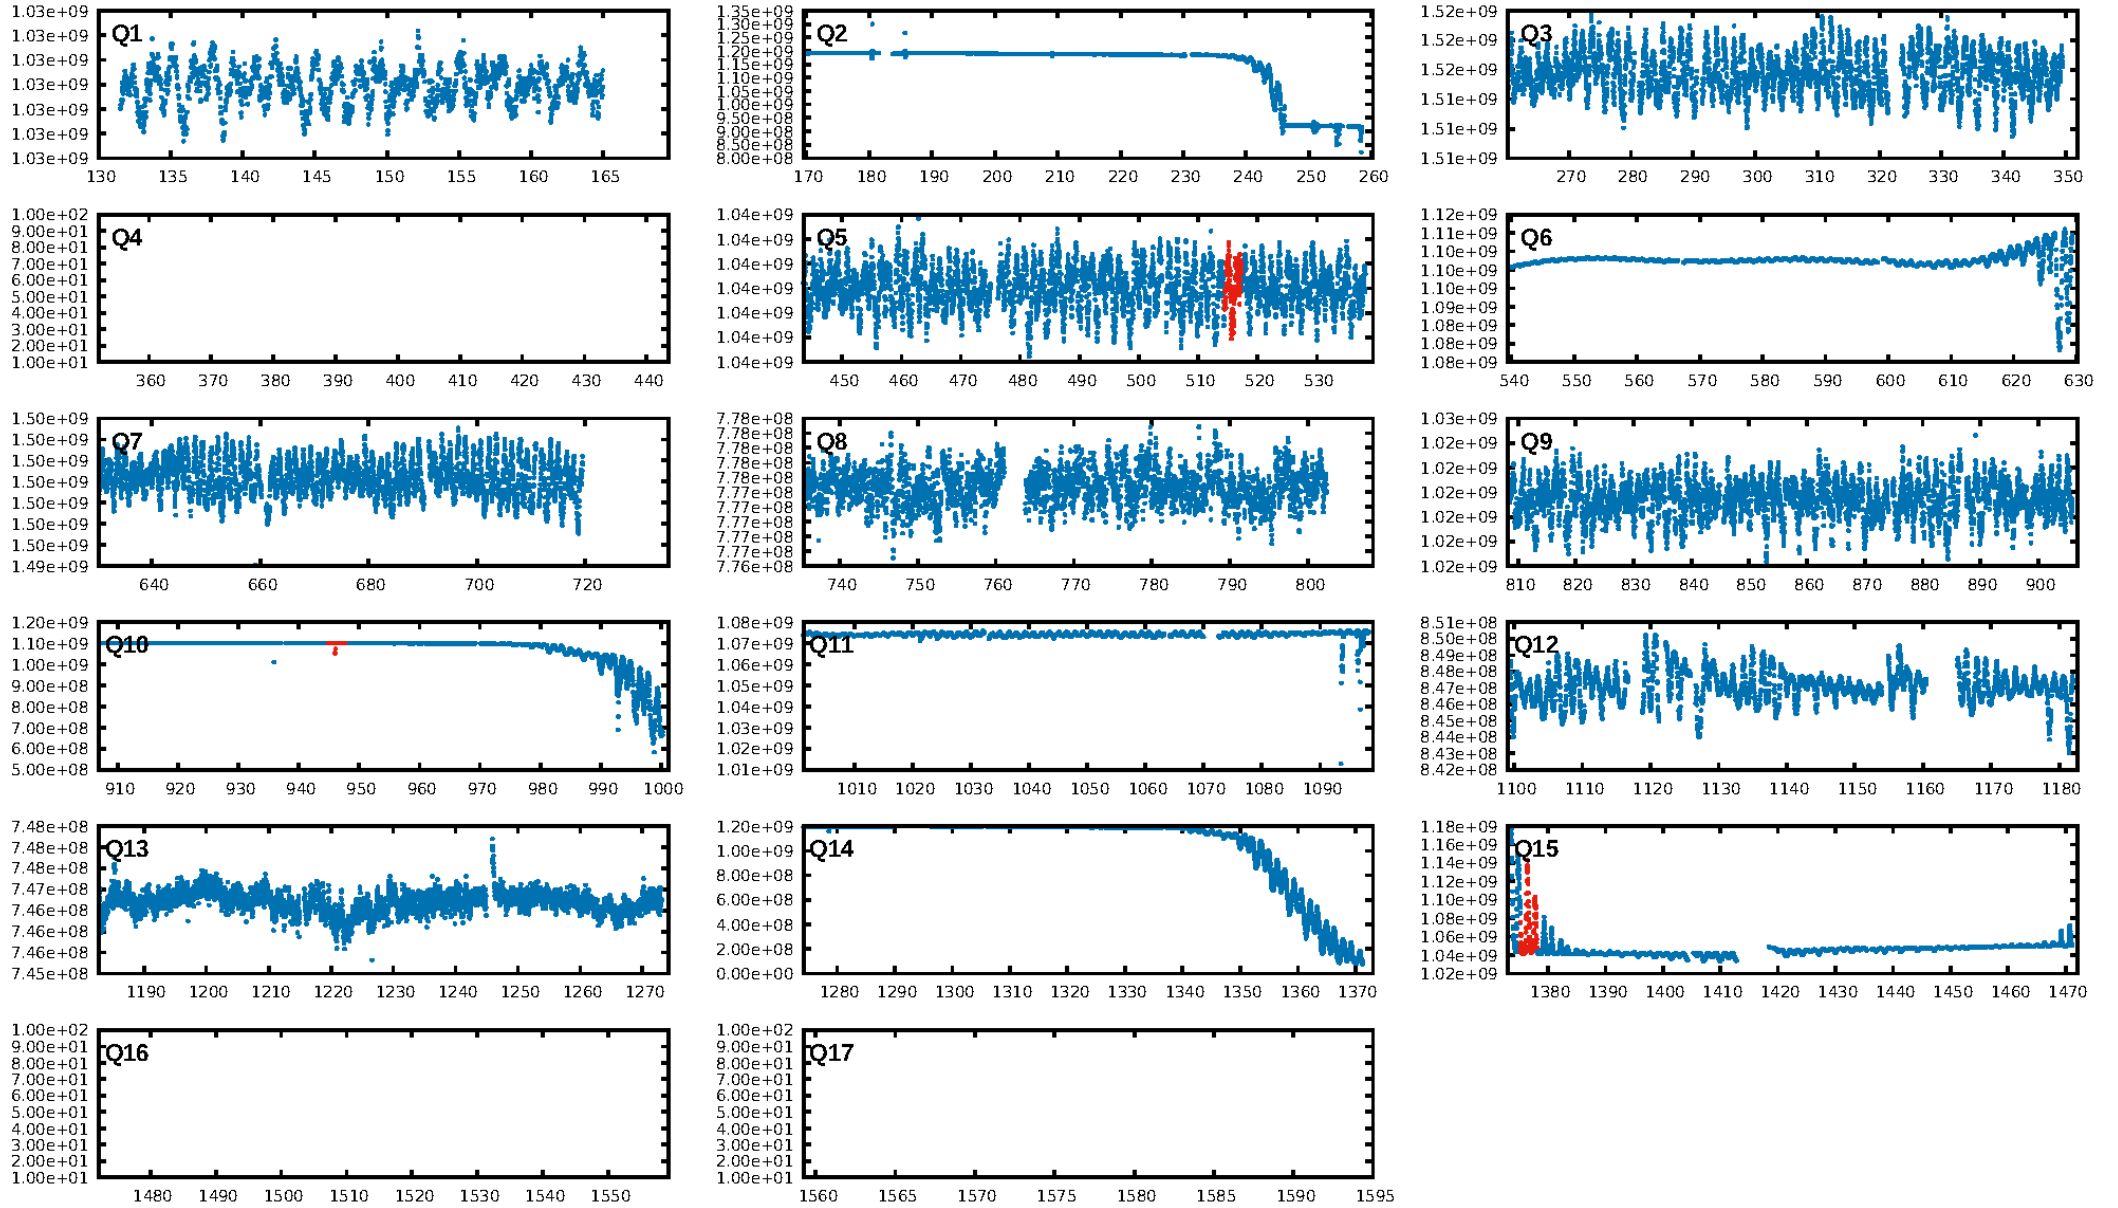 1.03e+09
1.03e+09
1.03e+09
1.03e+09
1.03e+09
1.03e+09
1.03e+09
Q1
130 135 140 145 150 155 160 165
1.35e+09
1.30e+09
1.25e+09
1.20e+09
1.15e+09
1.10e+09
1.05e+09
1.00e+09
9.50e+08
9.00e+08
8.50e+08
8.00e+08
Q2
170 180 190 200 210 220 230 240 250 260
1.52e+09
1.52e+09
1.52e+09
1.51e+09
1.51e+09
1.51e+09
Q3
270 280 290 300 310 320 330 340 350
1.00e+02
9.00e+01
8.00e+01
7.00e+01
6.00e+01
5.00e+01
4.00e+01
3.00e+01
2.00e+01
1.00e+01
Q4
360 370 380 390 400 410 420 430 440
1.04e+09
1.04e+09
1.04e+09
1.04e+09
1.04e+09
1.04e+09
1.04e+09
Q5
450 460 470 480 490 500 510 520 530
1.12e+09
1.11e+09
1.10e+09
1.10e+09
1.09e+09
1.09e+09
1.08e+09
1.08e+09
1.08e+09
Q6
540 550 560 570 580 590 600 610 620 630
1.50e+09
1.50e+09
1.50e+09
1.50e+09
1.50e+09
1.50e+09
1.50e+09
1.49e+09
Q7
640 660 680 700 720
7.78e+08
7.78e+08
7.78e+08
7.78e+08
7.78e+08
7.77e+08
7.77e+08
7.77e+08
7.77e+08
7.77e+08
7.76e+08
Q8
740 750 760 770 780 790 800
1.03e+09
1.02e+09
1.02e+09
1.02e+09
1.02e+09
1.02e+09
1.02e+09
Q9
810 820 830 840 850 860 870 880 890 900
1.20e+09
1.10e+09
1.00e+09
9.00e+08
8.00e+08
7.00e+08
6.00e+08
5.00e+08
Q10
910 920 930 940 950 960 970 980 990 1000
1.08e+09
1.07e+09
1.06e+09
1.05e+09
1.04e+09
1.03e+09
1.02e+09
1.01e+09
Q11
1010 1020 1030 1040 1050 1060 1070 1080 1090
8.51e+08
8.50e+08
8.49e+08
8.48e+08
8.47e+08
8.46e+08
8.45e+08
8.44e+08
8.43e+08
8.42e+08
Q12
1100 1110 1120 1130 1140 1150 1160 1170 1180
7.48e+08
7.48e+08
7.48e+08
7.47e+08
7.46e+08
7.46e+08
7.46e+08
7.45e+08
Q13
1190 1200 1210 1220 1230 1240 1250 1260 1270
1.20e+09
1.00e+09
8.00e+08
6.00e+08
4.00e+08
2.00e+08
0.00e+00
Q14
1280 1290 1300 1310 1320 1330 1340 1350 1360 1370
1.18e+09
1.16e+09
1.14e+09
1.12e+09
1.10e+09
1.08e+09
1.06e+09
1.04e+09
1.02e+09
Q15
1380 1390 1400 1410 1420 1430 1440 1450 1460 1470
1.00e+02
9.00e+01
8.00e+01
7.00e+01
6.00e+01
5.00e+01
4.00e+01
3.00e+01
2.00e+01
1.00e+01
Q16
1480 1490 1500 1510 1520 1530 1540 1550
1.00e+02
9.00e+01
8.00e+01
7.00e+01
6.00e+01
5.00e+01
4.00e+01
3.00e+01
2.00e+01
1.00e+01
Q17
1560 1565 1570 1575 1580 1585 1590 1595